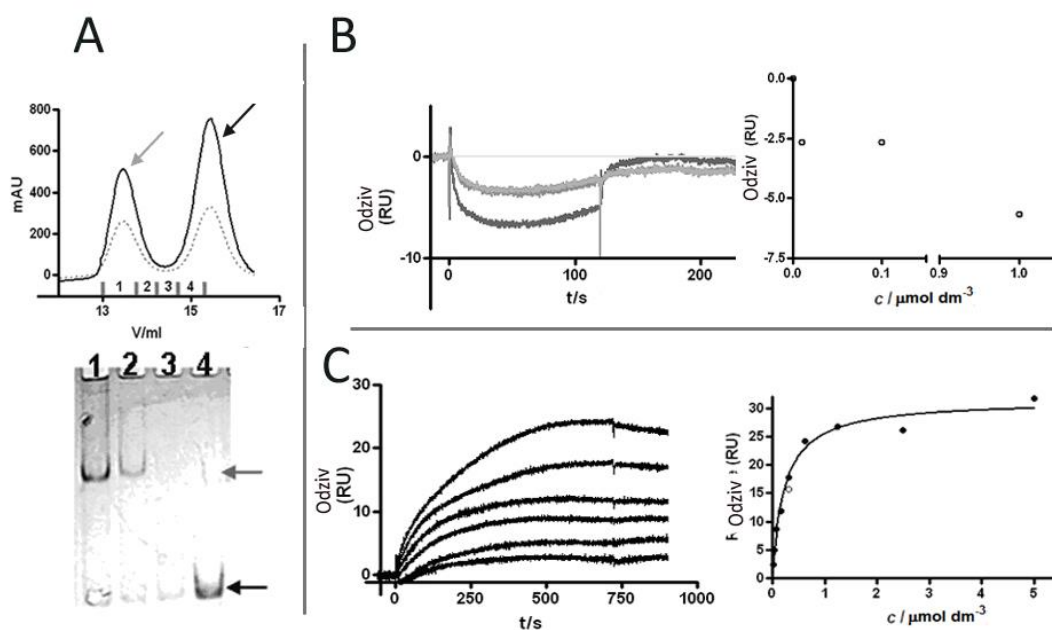 A
800
600
400
200
0
mAU
1 2 3 4
13 15 17
V/ml
1 2 3 4
B
0
-10
Odziv
(RU)
0 100 200
t/s
0.0
-2.5
-5.0
-7.5
Odziv (RU)
0.0 0.1 0.9 1.0
c / μmol dm-3
C
30
20
10
0
Odziv
(RU)
0 250 500 750 1000
t/s
30
25
20
15
10
5
0
Odziv (RU)
0 1 2 3 4 5
c / μmol dm-3